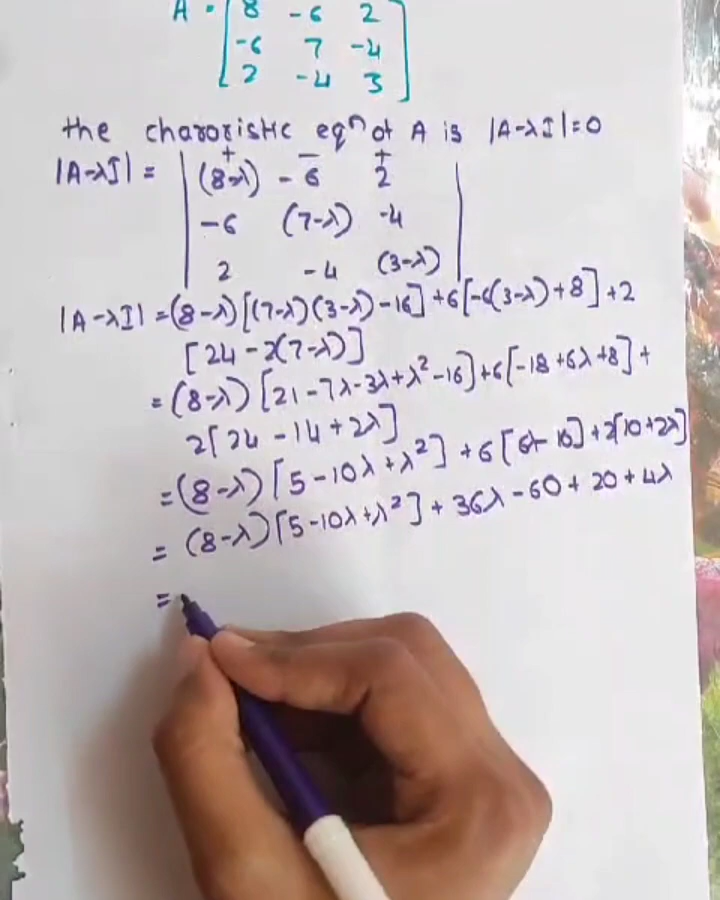 A = [8 -6 2
-6 7 -4
2 -4 3]
the charoristic eqⁿ of A is |A-λI|=0
+ - +
|A-λI| = | (8-λ) -6 2
-6 (7-λ) -4
2 -4 (3-λ) |
|A-λI| = (8-λ)[(7-λ)(3-λ)-16]+6[-6(3-λ)+8]+2
[24-2(7-λ)]
= (8-λ)[21-7λ-3λ+λ²-16]+6[-18+6λ+8]+
2[24-14+2λ]
= (8-λ)[5-10λ+λ²]+6[6λ-10]+2[10+2λ]
= (8-λ)[5-10λ+λ²]+36λ-60+20+4λ
=